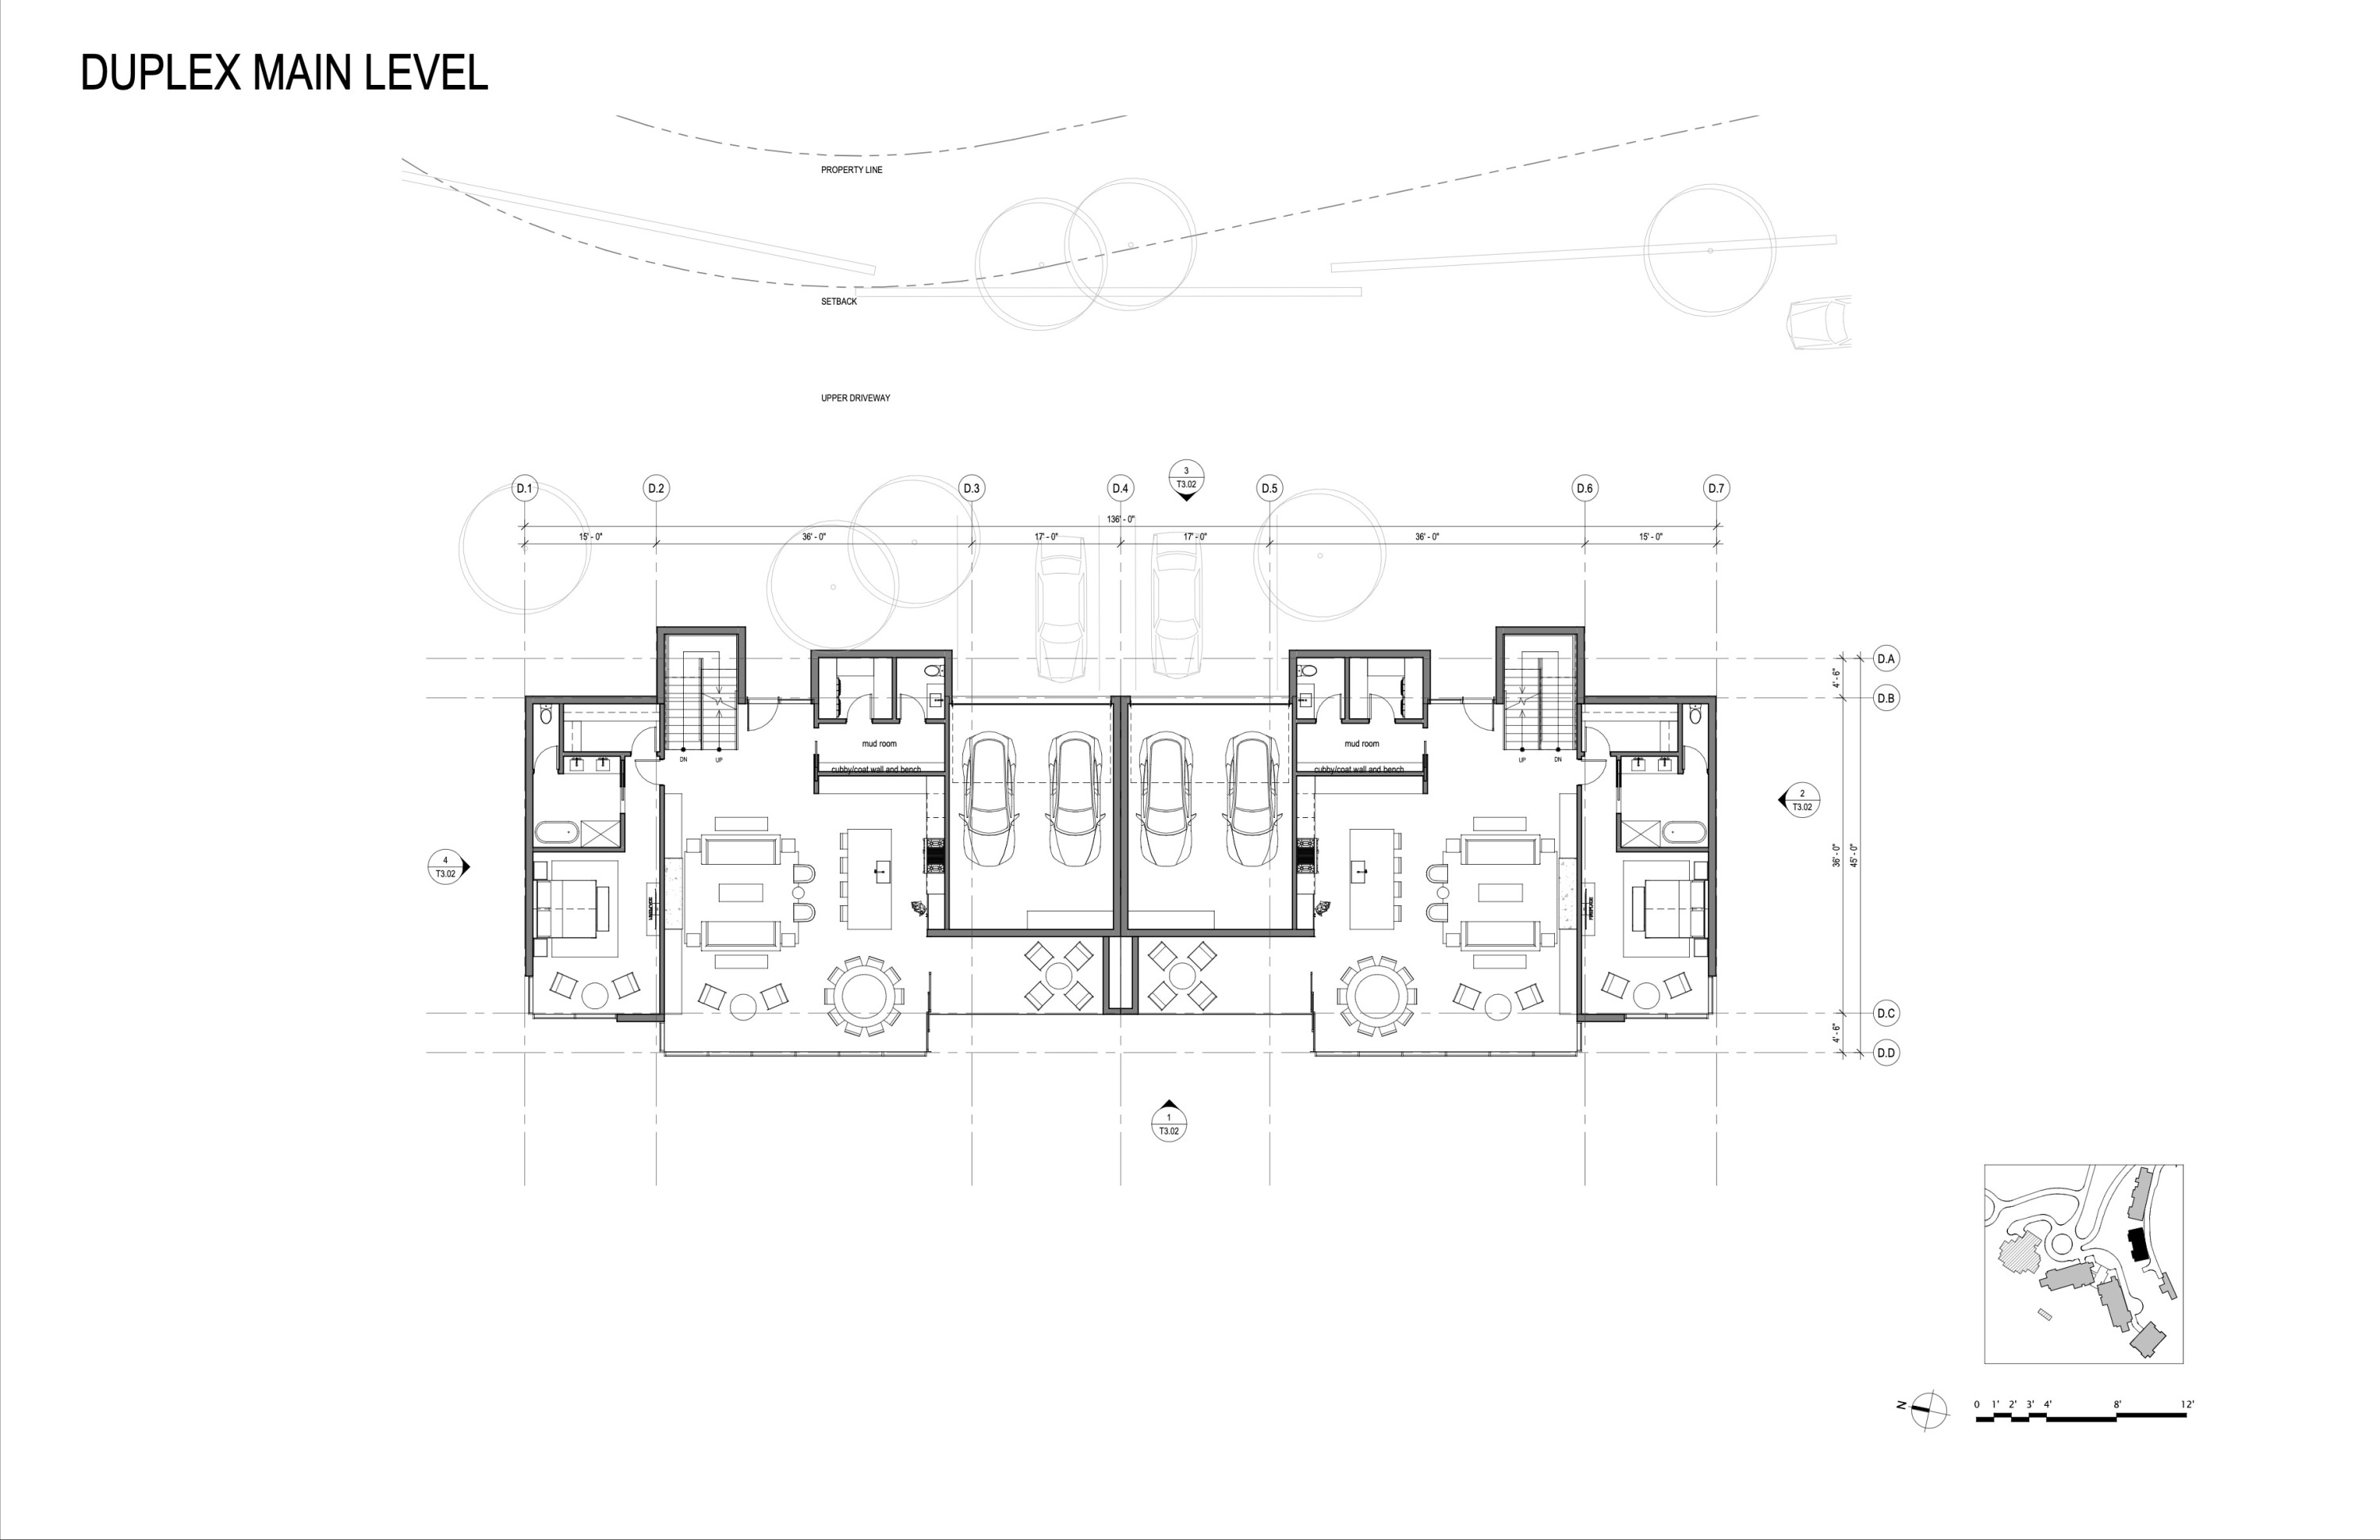 DUPLEX MAIN LEVEL
PROPERTY LINE
SETBACK
UPPER DRIVEWAY
3
T3.02
D.1
D.2
D.3
D.4
D.5
D.6
D.7
136' - 0"
15' - 0"
36' - 0"
17' - 0"
17' - 0"
36' - 0"
15' - 0"
D.A
4' - 6"
D.B
mud room
mud room
DN
UP
UP
DN
cubby/coat wall and bench
cubby/coat wall and bench
2
T3.02
4
T3.02
36' - 0"
45' - 0"
FIREPLACE
FIREPLACE
D.C
4' - 6"
D.D
1
T3.02
N
0 1' 2' 3' 4' 8' 12'